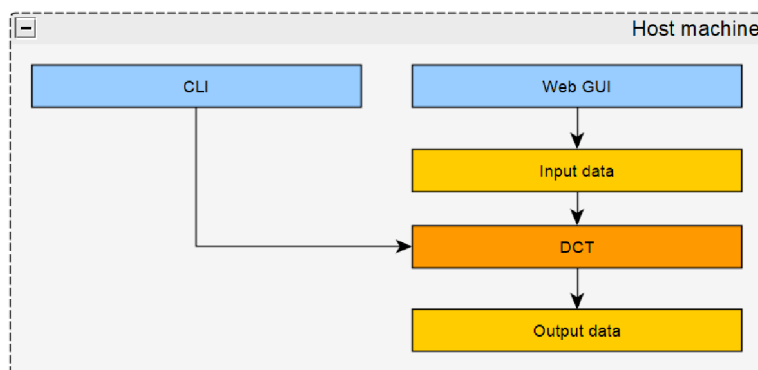 Host machine
CLI
Web GUI
Input data
DCT
Output data